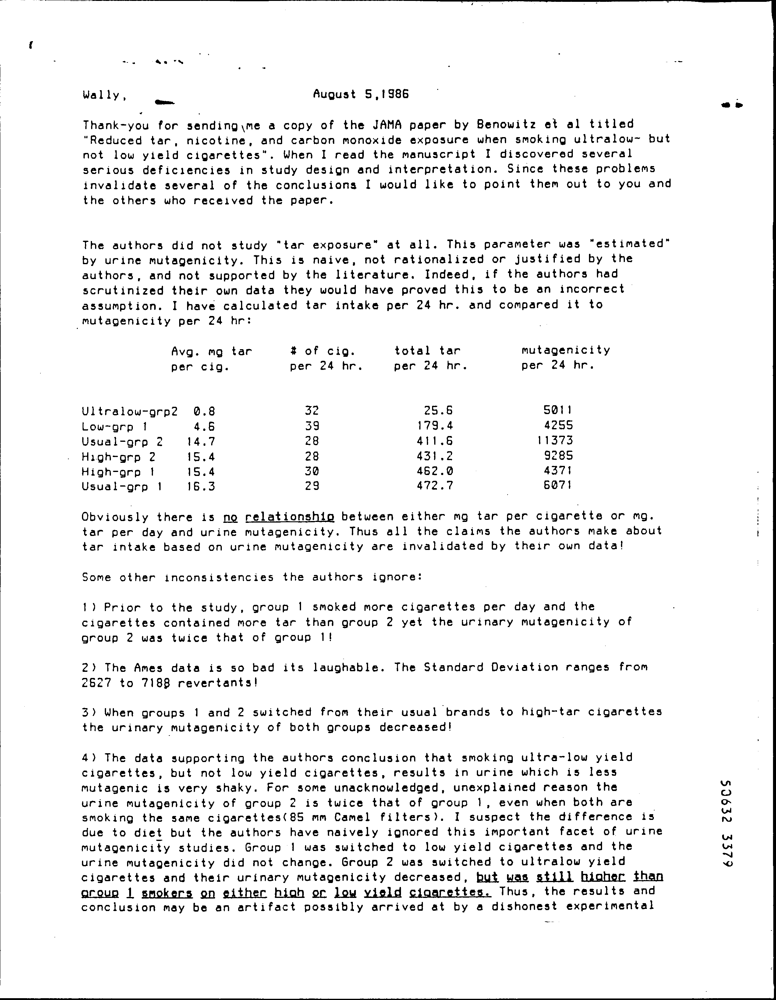 Wally, August 5,1986
Thank-you for sending me a copy of the JAMA paper by Benowitz et al titled
"Reduced tar, nicotine, and carbon monoxide exposure when smoking ultralow- but
not low yield cigarettes". When I read the manuscript I discovered several
serious deficiencies in study design and interpretation. Since these problems
invalidate several of the conclusions I would like to point them out to you and
the others who received the paper.
The authors did not study "tar exposure" at all. This parameter was "estimated"
by urine mutagenicity. This is naive, not rationalized or justified by the
authors, and not supported by the literature. Indeed, if the authors had
scrutinized their own data they would have proved this to be an incorrect
assumption. I have calculated tar intake per 24 hr. and compared it to
mutagenicity per 24 hr:
Avg. mg tar # of cig. total tar mutagenicity
per cig. per 24 hr. per 24 hr. per 24 hr.
Ultralow-grp2 0.8 32 25.6 5011
Low-grp 1 4.6 39 179.4 4255
Usual-grp 2 14.7 28 411.6 11373
High-grp 2 15.4 28 431.2 9285
High-grp 1 15.4 30 462.0 4371
Usual-grp 1 16.3 29 472.7 6071
Obviously there is no relationship between either mg tar per cigarette or mg.
tar per day and urine mutagenicity. Thus all the claims the authors make about
tar intake based on urine mutagenicity are invalidated by their own data!
Some other inconsistencies the authors ignore:
1) Prior to the study, group 1 smoked more cigarettes per day and the
cigarettes contained more tar than group 2 yet the urinary mutagenicity of
group 2 was twice that of group 1!
2) The Ames data is so bad its laughable. The Standard Deviation ranges from
2627 to 7188 revertants!
3) When groups 1 and 2 switched from their usual brands to high-tar cigarettes
the urinary mutagenicity of both groups decreased!
4) The data supporting the authors conclusion that smoking ultra-low yield
cigarettes, but not low yield cigarettes, results in urine which is less
mutagenic is very shaky. For some unacknowledged, unexplained reason the
urine mutagenicity of group 2 is twice that of group 1, even when both are
smoking the same cigarettes(85 mm Camel filters). I suspect the difference is
due to diet but the authors have naively ignored this important facet of urine
mutagenicity studies. Group 1 was switched to low yield cigarettes and the
urine mutagenicity did not change. Group 2 was switched to ultralow yield
cigarettes and their urinary mutagenicity decreased, but was still higher than
group 1 smokers on either high or low yield cigarettes. Thus, the results and
conclusion may be an artifact possibly arrived at by a dishonest experimental
50632 3379